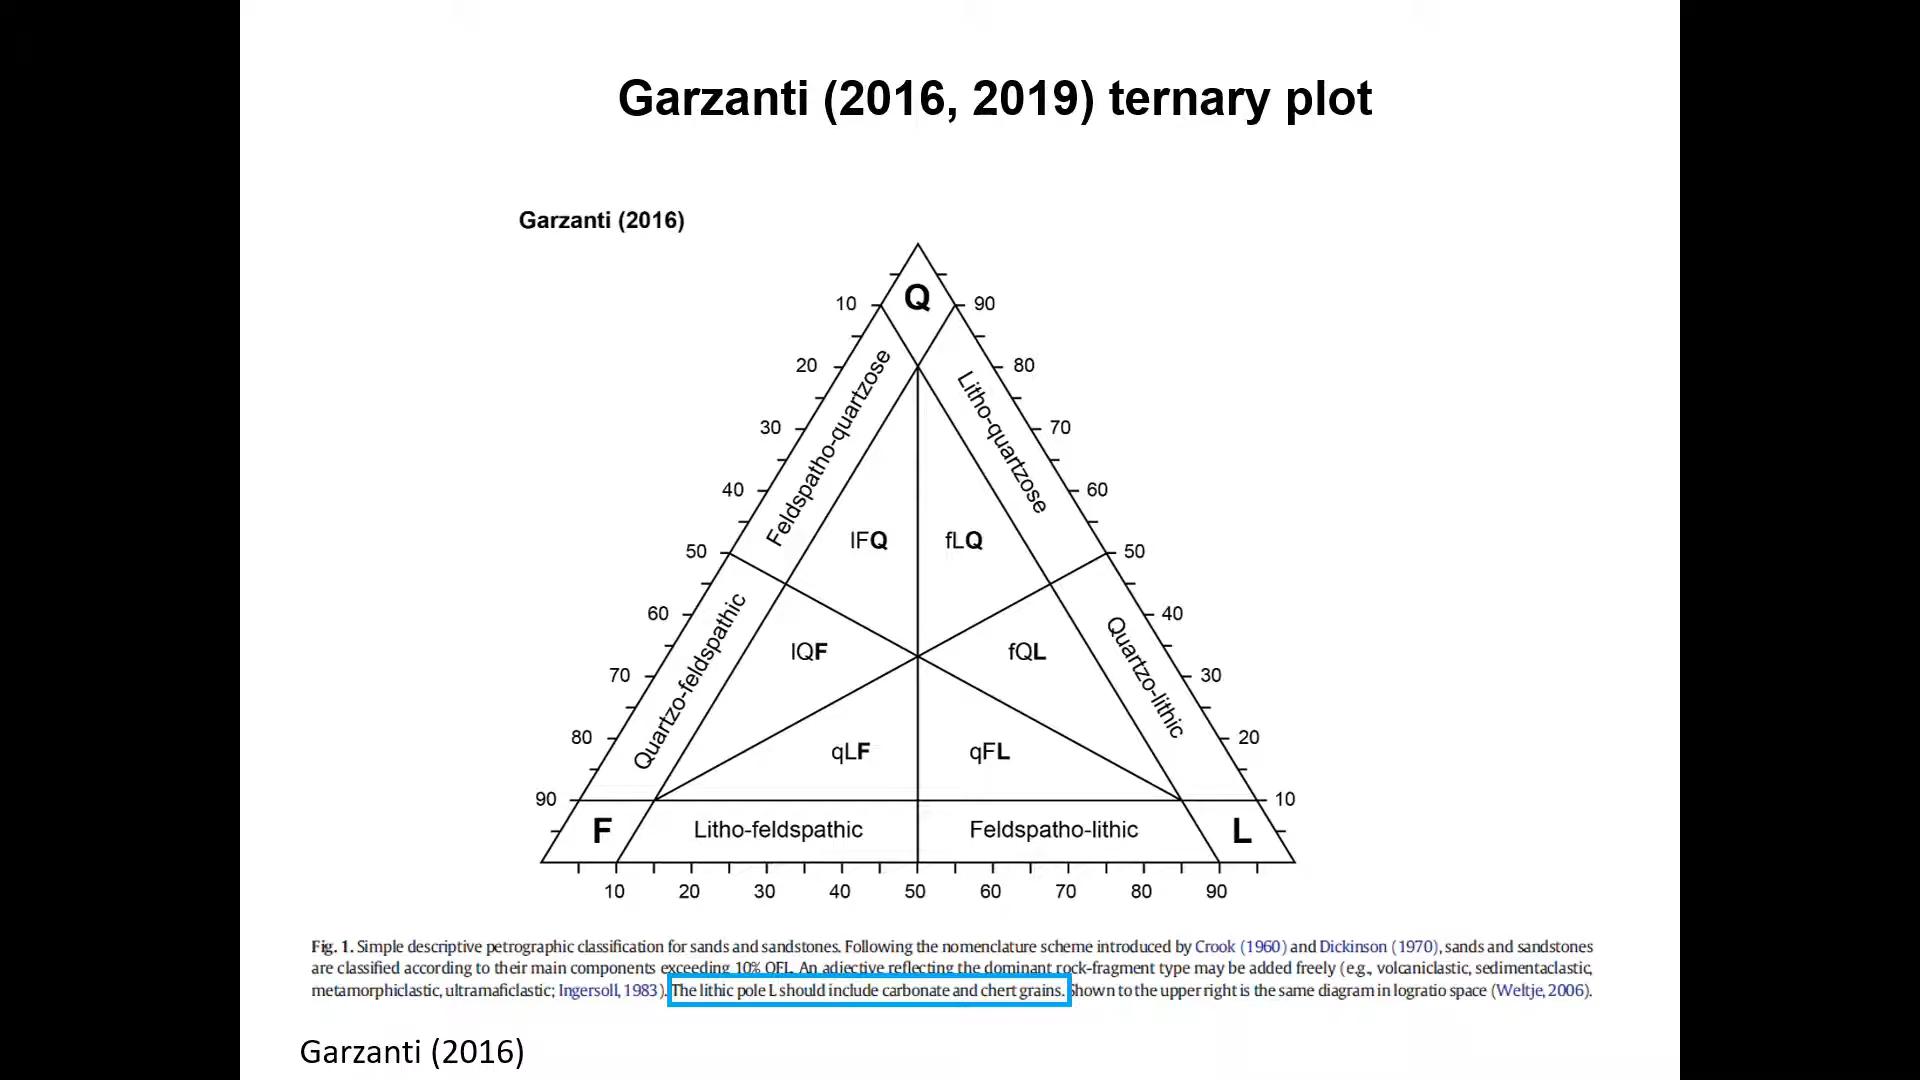 Garzanti (2016, 2019) ternary plot
Garzanti (2016)
Q
10
90
20
80
30
70
40
60
50
50
60
40
70
30
80
20
90
10
Feldspatho-quartzose
Litho-quartzose
lFQ
fLQ
Quartzo-feldspathic
Quartzo-lithic
lQF
fQL
qLF
qFL
F
Litho-feldspathic
Feldspatho-lithic
L
10 20 30 40 50 60 70 80 90
Fig. 1. Simple descriptive petrographic classification for sands and sandstones. Following the nomenclature scheme introduced by Crook (1960) and Dickinson (1970), sands and sandstones
are classified according to their main components exceeding 10% QFL. An adjective reflecting the dominant rock-fragment type may be added freely (e.g., volcaniclastic, sedimentaclastic,
metamorphiclastic, ultramaficlastic; Ingersoll, 1983). The lithic pole L should include carbonate and chert grains. Shown to the upper right is the same diagram in logratio space (Weltje, 2006).
Garzanti (2016)